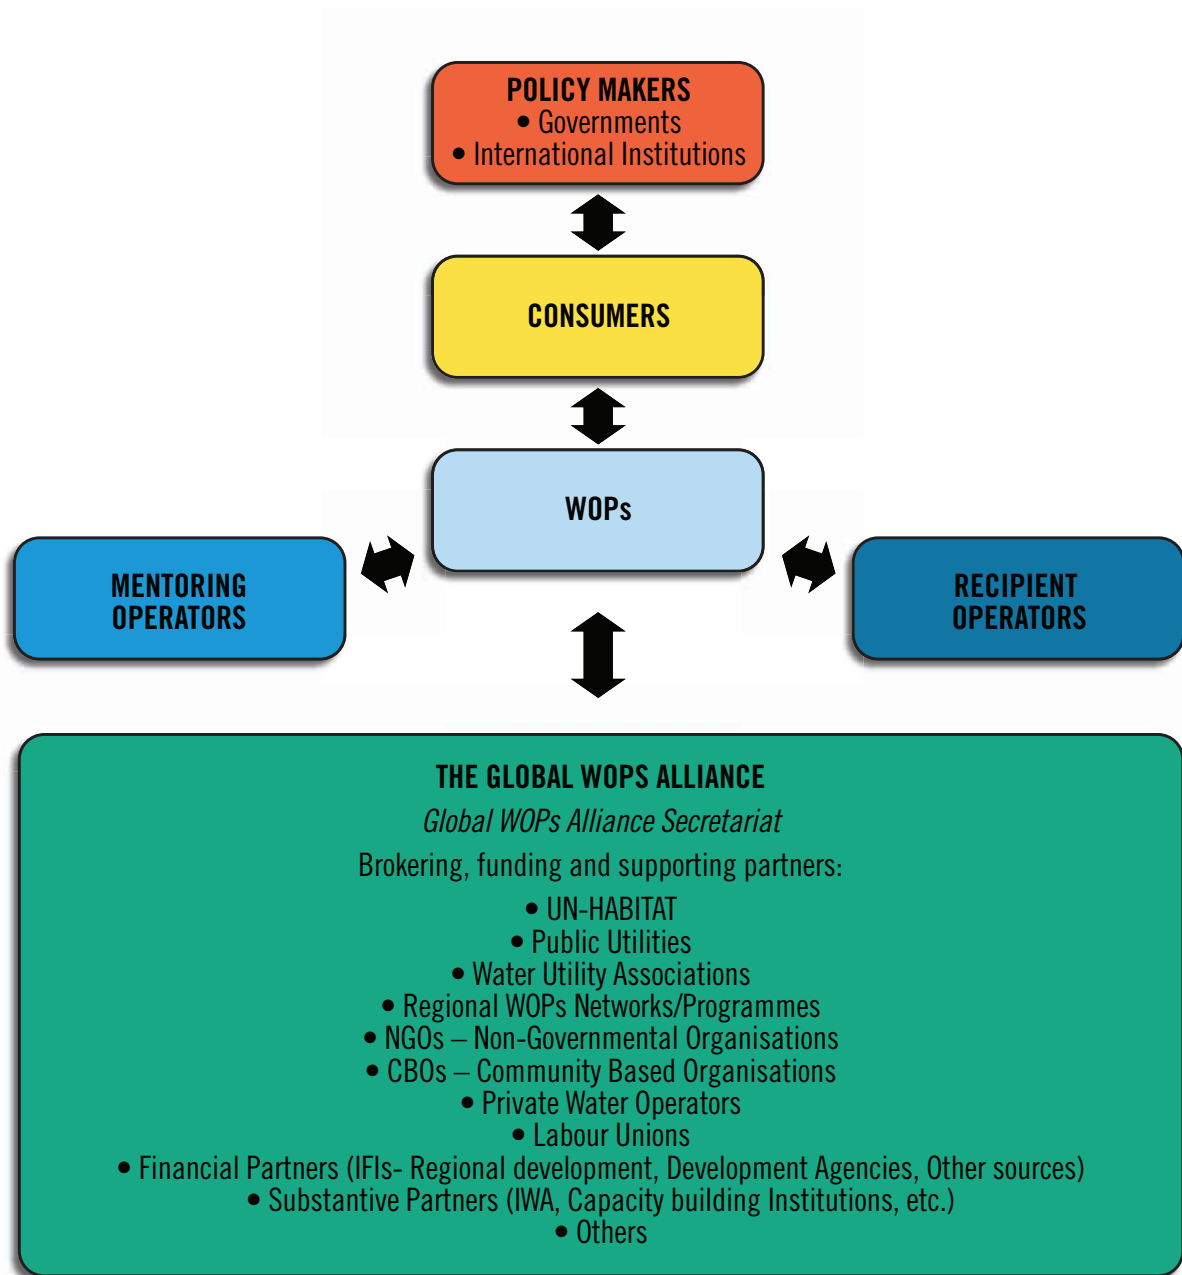 POLICY MAKERS
• Governments
• International Institutions
CONSUMERS
WOPs
MENTORING
OPERATORS
RECIPIENT
OPERATORS
THE GLOBAL WOPS ALLIANCE
Global WOPs Alliance Secretariat
Brokering, funding and supporting partners:
• UN-HABITAT
• Public Utilities
• Water Utility Associations
• Regional WOPs Networks/Programmes
• NGOs – Non-Governmental Organisations
• CBOs – Community Based Organisations
• Private Water Operators
• Labour Unions
• Financial Partners (IFIs- Regional development, Development Agencies, Other sources)
• Substantive Partners (IWA, Capacity building Institutions, etc.)
• Others